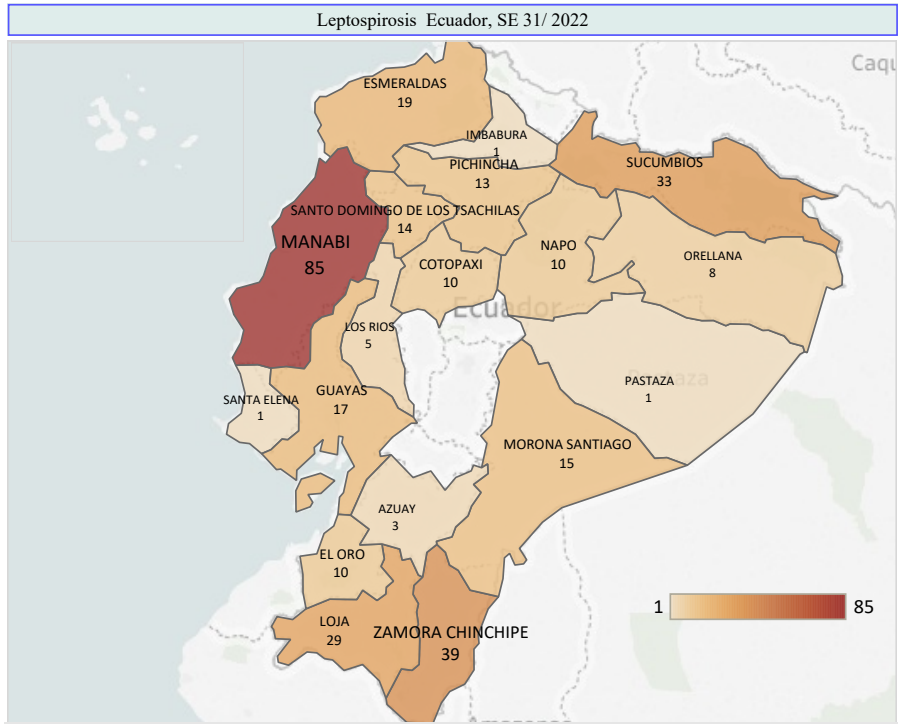 Leptospirosis Ecuador, SE 31/ 2022
ESMERALDAS
19
IMBABURA
1
PICHINCHA
13
SUCUMBIOS
33
SANTO DOMINGO DE LOS TSACHILAS
14
MANABI
85
COTOPAXI
10
NAPO
10
ORELLANA
8
Ecuador
LOS RIOS
5
SANTA ELENA
1
GUAYAS
17
PASTAZA
1
MORONA SANTIAGO
15
AZUAY
3
EL ORO
10
LOJA
29
ZAMORA CHINCHIPE
39
1
85